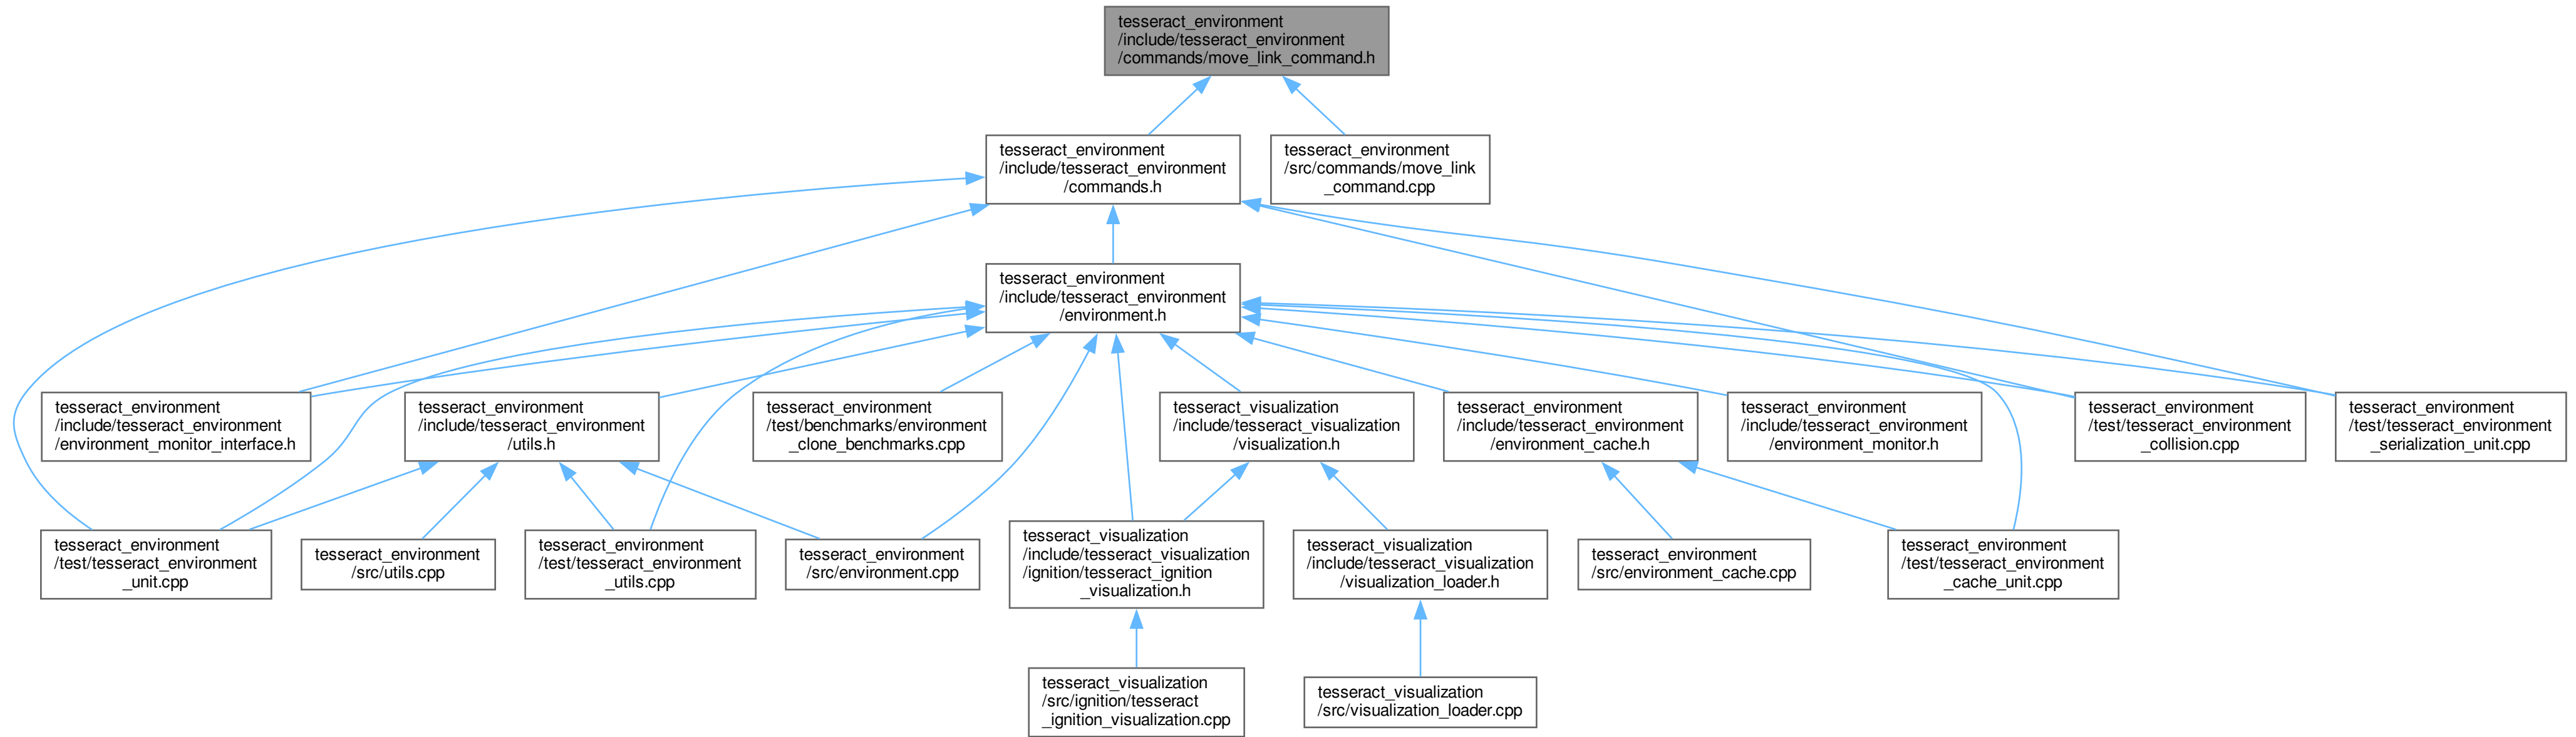 tesseract_environment
/include/tesseract_environment
/commands/move_link_command.h
tesseract_environment
/include/tesseract_environment
/commands.h
tesseract_environment
/src/commands/move_link
_command.cpp
tesseract_environment
/include/tesseract_environment
/environment.h
tesseract_environment
/include/tesseract_environment
/environment_monitor_interface.h
tesseract_environment
/include/tesseract_environment
/utils.h
tesseract_environment
/test/benchmarks/environment
_clone_benchmarks.cpp
tesseract_visualization
/include/tesseract_visualization
/visualization.h
tesseract_environment
/include/tesseract_environment
/environment_cache.h
tesseract_environment
/include/tesseract_environment
/environment_monitor.h
tesseract_environment
/test/tesseract_environment
_collision.cpp
tesseract_environment
/test/tesseract_environment
_serialization_unit.cpp
tesseract_environment
/test/tesseract_environment
_unit.cpp
tesseract_environment
/src/utils.cpp
tesseract_environment
/test/tesseract_environment
_utils.cpp
tesseract_environment
/src/environment.cpp
tesseract_visualization
/include/tesseract_visualization
/ignition/tesseract_ignition
_visualization.h
tesseract_visualization
/include/tesseract_visualization
/visualization_loader.h
tesseract_environment
/src/environment_cache.cpp
tesseract_environment
/test/tesseract_environment
_cache_unit.cpp
tesseract_visualization
/src/ignition/tesseract
_ignition_visualization.cpp
tesseract_visualization
/src/visualization_loader.cpp